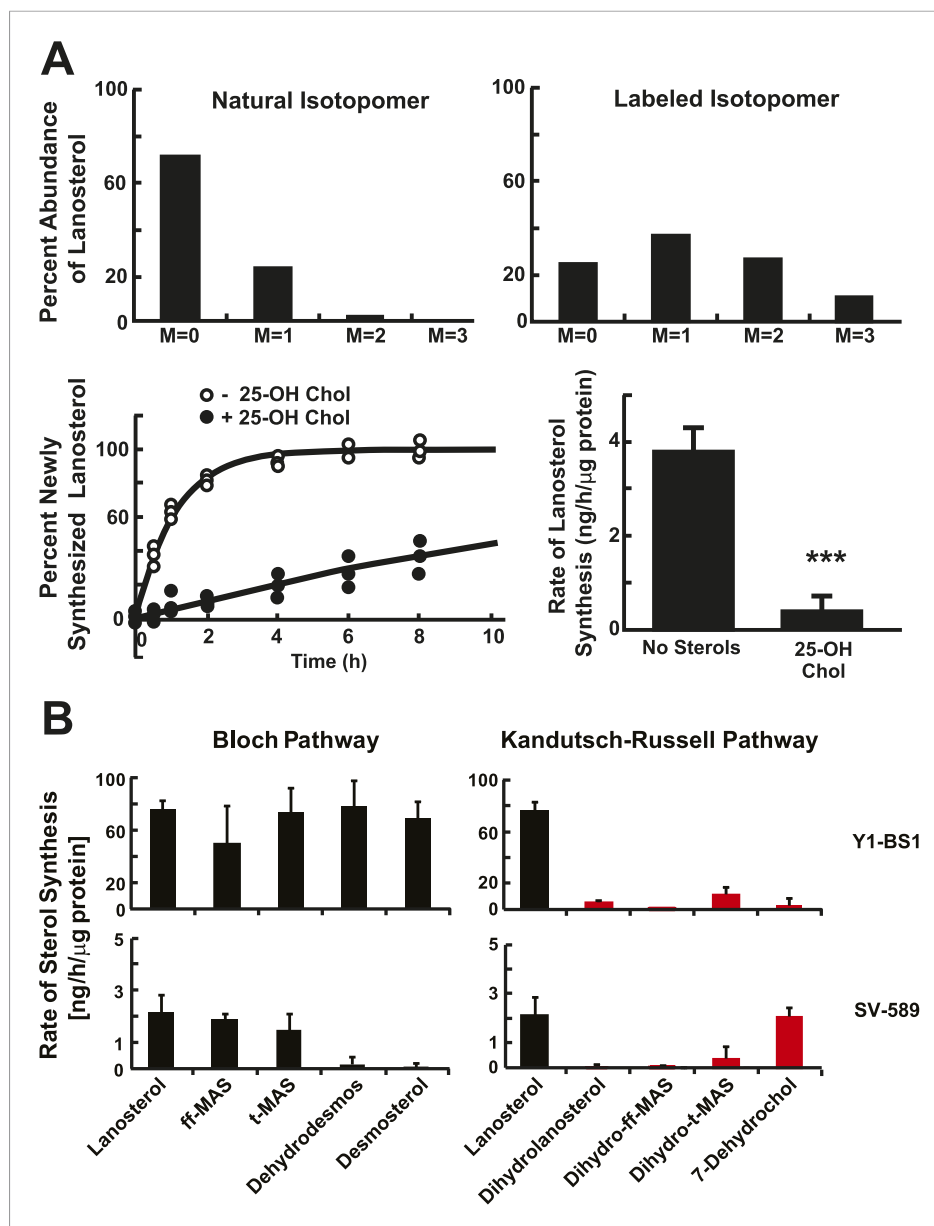 A
Natural Isotopomer
Labeled Isotopomer
Percent Abundance
of Lanosterol
100
60
20
0
M=0 M=1 M=2 M=3
100
60
20
0
M=0 M=1 M=2 M=3
- 25-OH Chol
+ 25-OH Chol
Percent Newly
Synthesized Lanosterol
100
60
0
0 2 4 6 8 10
Time (h)
Rate of Lanosterol
Synthesis (ng/h/µg protein)
4
2
0
***
No Sterols
25-OH
Chol
B
Bloch Pathway
Kandutsch-Russell Pathway
Rate of Sterol Synthesis
[ng/h/µg protein]
100
60
20
0
100
60
20
0
Y1-BS1
5
3
1
0
5
3
1
0
SV-589
Lanosterol
ff-MAS
t-MAS
Dehydrodesmos
Desmosterol
Lanosterol
Dihydrolanosterol
Dihydro-ff-MAS
Dihydro-t-MAS
7-Dehydrochol